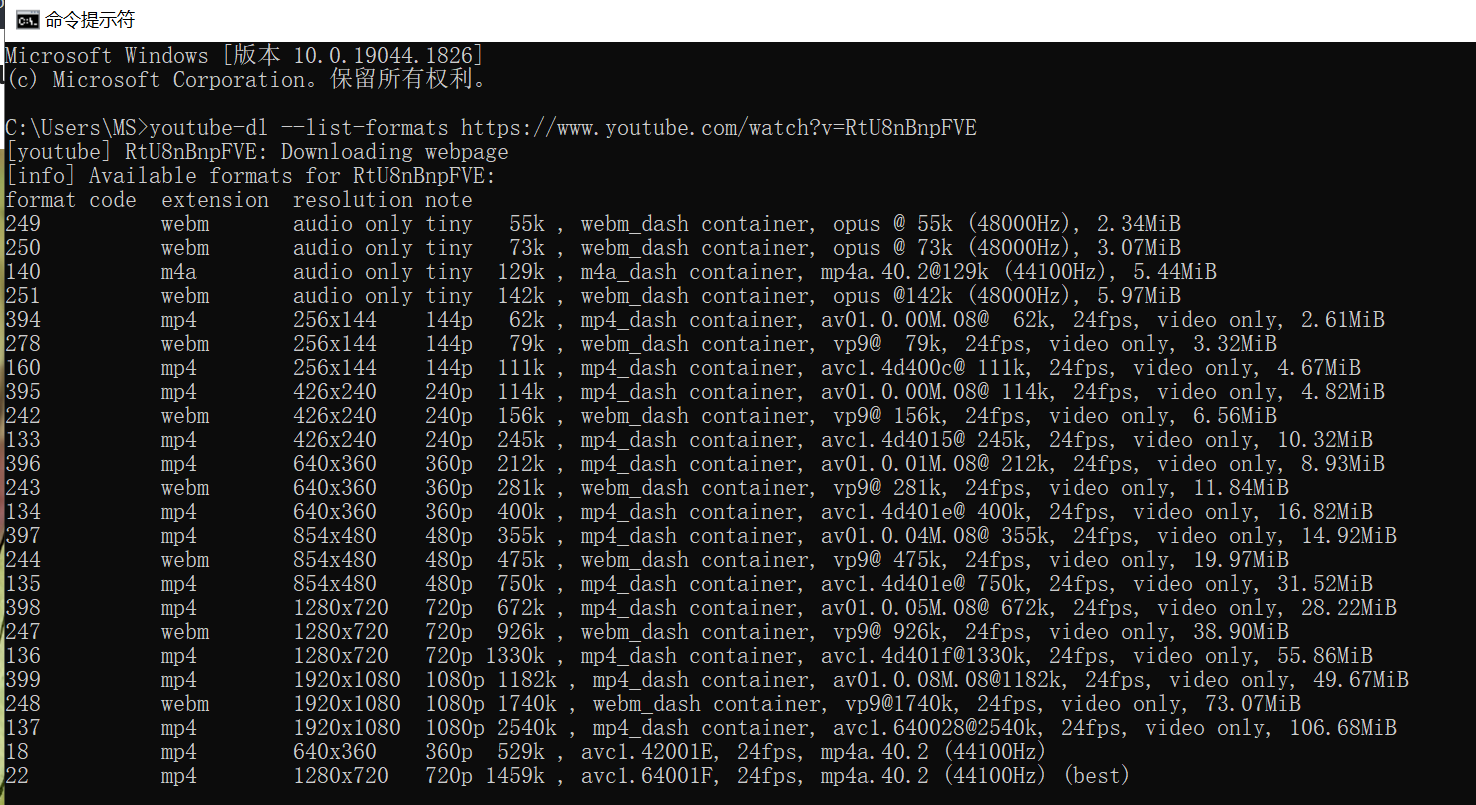 命令提示符
Microsoft Windows [版本 10.0.19044.1826]
(c) Microsoft Corporation。保留所有权利。
C:\Users\MS>youtube-dl --list-formats https://www.youtube.com/watch?v=RtU8nBnpFVE
[youtube] RtU8nBnpFVE: Downloading webpage
[info] Available formats for RtU8nBnpFVE:
format code  extension  resolution note
249          webm       audio only tiny   55k , webm_dash container, opus @ 55k (48000Hz), 2.34MiB
250          webm       audio only tiny   73k , webm_dash container, opus @ 73k (48000Hz), 3.07MiB
140          m4a        audio only tiny  129k , m4a_dash container, mp4a.40.2@129k (44100Hz), 5.44MiB
251          webm       audio only tiny  142k , webm_dash container, opus @142k (48000Hz), 5.97MiB
394          mp4        256x144    144p   62k , mp4_dash container, av01.0.00M.08@  62k, 24fps, video only, 2.61MiB
278          webm       256x144    144p   79k , webm_dash container, vp9@  79k, 24fps, video only, 3.32MiB
160          mp4        256x144    144p  111k , mp4_dash container, avc1.4d400c@ 111k, 24fps, video only, 4.67MiB
395          mp4        426x240    240p  114k , mp4_dash container, av01.0.00M.08@ 114k, 24fps, video only, 4.82MiB
242          webm       426x240    240p  156k , webm_dash container, vp9@ 156k, 24fps, video only, 6.56MiB
133          mp4        426x240    240p  245k , mp4_dash container, avc1.4d4015@ 245k, 24fps, video only, 10.32MiB
396          mp4        640x360    360p  212k , mp4_dash container, av01.0.01M.08@ 212k, 24fps, video only, 8.93MiB
243          webm       640x360    360p  281k , webm_dash container, vp9@ 281k, 24fps, video only, 11.84MiB
134          mp4        640x360    360p  400k , mp4_dash container, avc1.4d401e@ 400k, 24fps, video only, 16.82MiB
397          mp4        854x480    480p  355k , mp4_dash container, av01.0.04M.08@ 355k, 24fps, video only, 14.92MiB
244          webm       854x480    480p  475k , webm_dash container, vp9@ 475k, 24fps, video only, 19.97MiB
135          mp4        854x480    480p  750k , mp4_dash container, avc1.4d401e@ 750k, 24fps, video only, 31.52MiB
398          mp4        1280x720   720p  672k , mp4_dash container, av01.0.05M.08@ 672k, 24fps, video only, 28.22MiB
247          webm       1280x720   720p  926k , webm_dash container, vp9@ 926k, 24fps, video only, 38.90MiB
136          mp4        1280x720   720p 1330k , mp4_dash container, avc1.4d401f@1330k, 24fps, video only, 55.86MiB
399          mp4        1920x1080  1080p 1182k , mp4_dash container, av01.0.08M.08@1182k, 24fps, video only, 49.67MiB
248          webm       1920x1080  1080p 1740k , webm_dash container, vp9@1740k, 24fps, video only, 73.07MiB
137          mp4        1920x1080  1080p 2540k , mp4_dash container, avc1.640028@2540k, 24fps, video only, 106.68MiB
18           mp4        640x360    360p  529k , avc1.42001E, 24fps, mp4a.40.2 (44100Hz)
22           mp4        1280x720   720p 1459k , avc1.64001F, 24fps, mp4a.40.2 (44100Hz) (best)